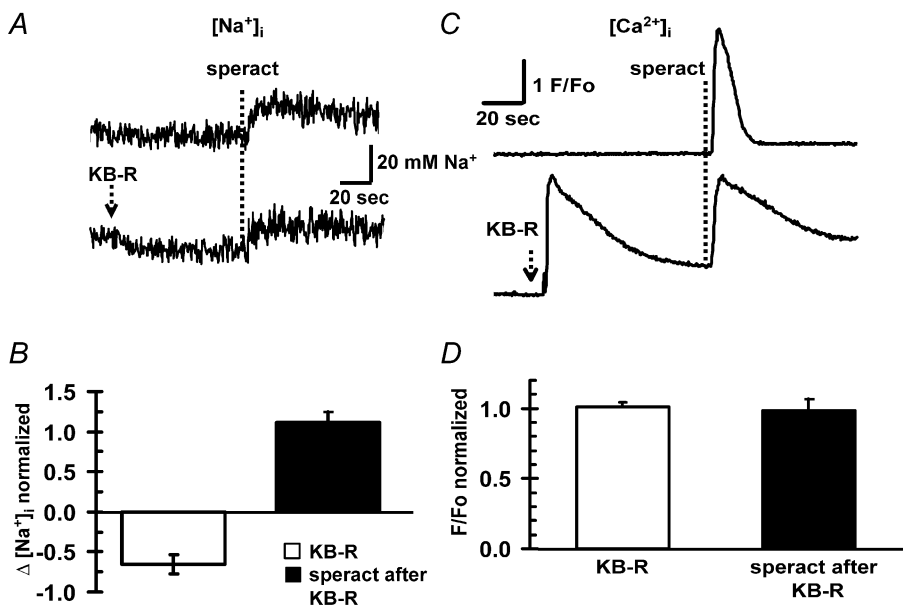 A
[Na⁺]ᵢ
speract
20 mM Na⁺
20 sec
KB-R
C
[Ca²⁺]ᵢ
speract
1 F/Fo
20 sec
KB-R
B
Δ [Na⁺]ᵢ normalized
1.5
1.0
0.5
0.0
-0.5
-1.0
KB-R
speract after
KB-R
D
F/Fo normalized
1.0
0.5
0.0
KB-R
speract after
KB-R